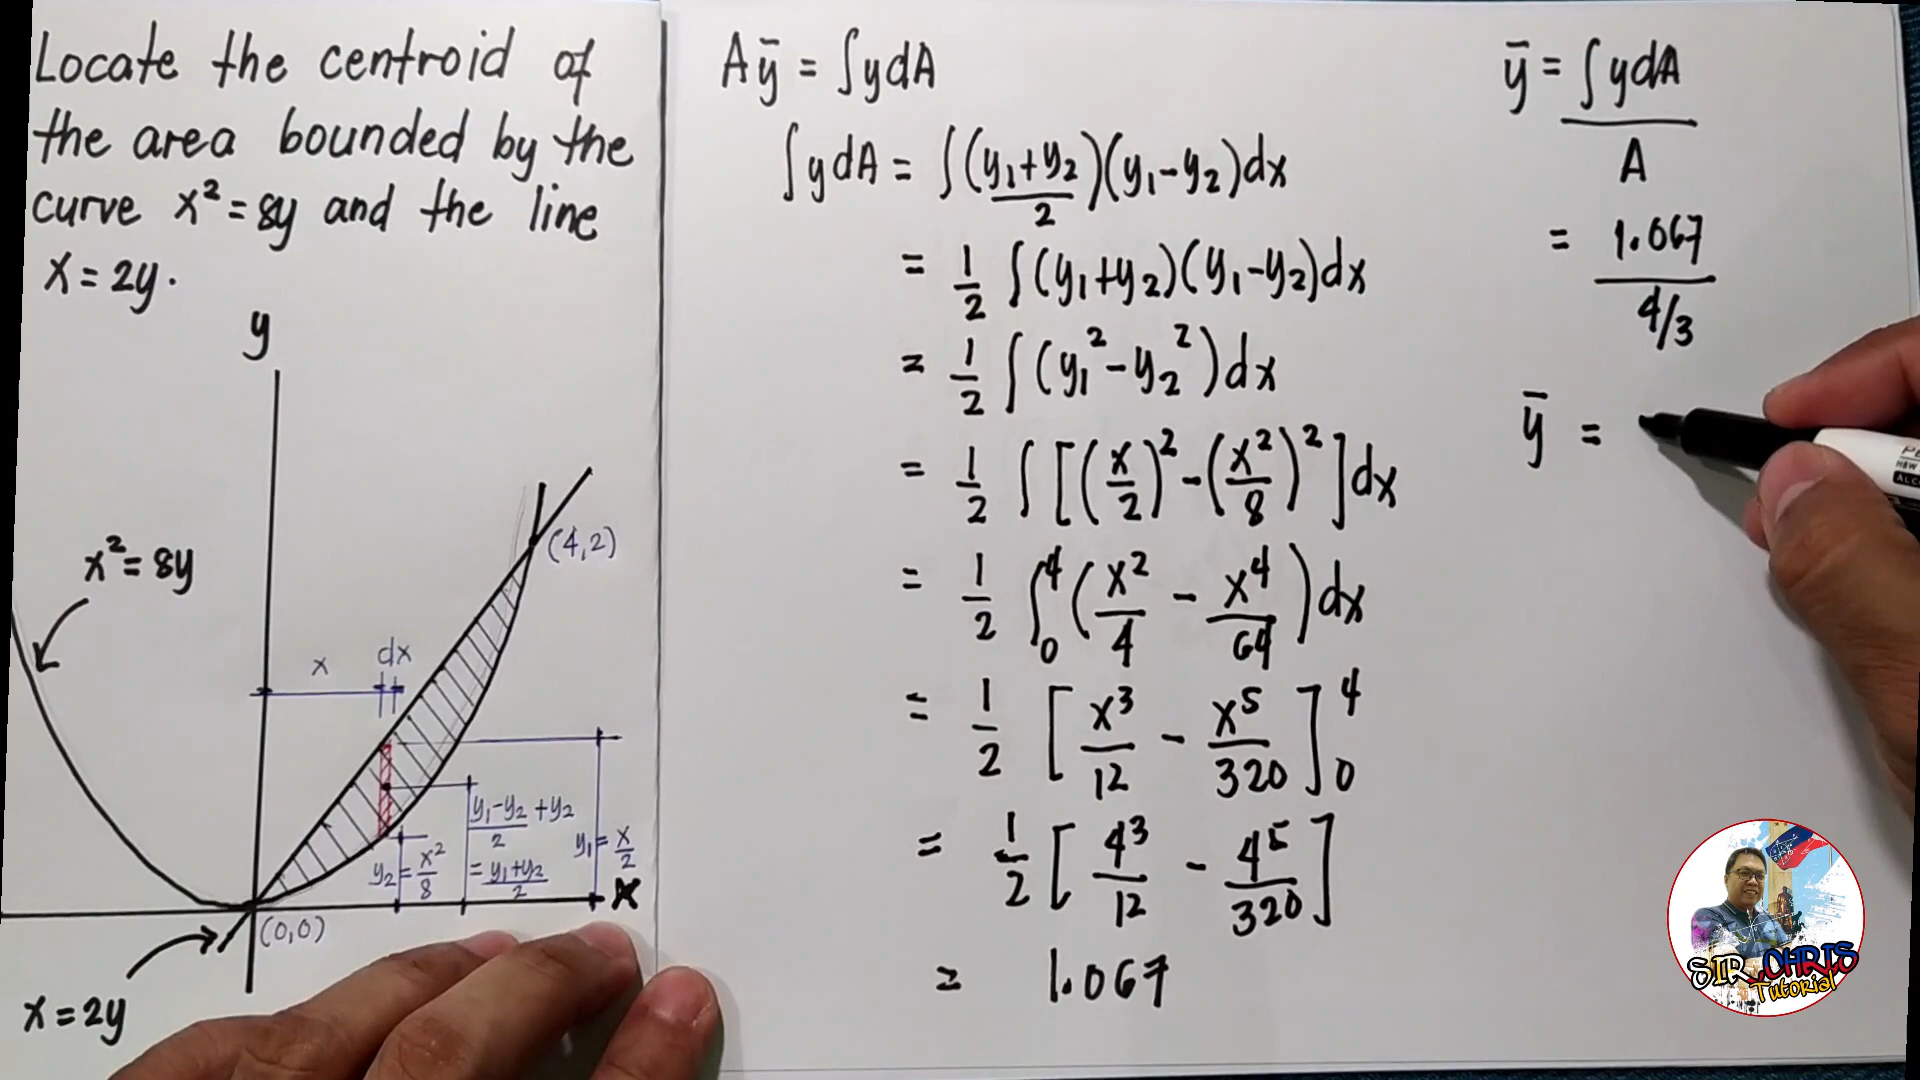 Locate the centroid of
the area bounded by the
curve x² = 8y and the line
x = 2y.
y
x² = 8y
(4,2)
x
dx
y₁-y₂/2 + y₂
= y₁+y₂/2
y₁ = x/2
y₂ = x²/8
x
(0,0)
x = 2y
Aȳ = ∫ydA
∫ydA = ∫(y₁+y₂/2)(y₁-y₂)dx
= 1/2 ∫(y₁+y₂)(y₁-y₂)dx
= 1/2 ∫(y₁²-y₂²)dx
= 1/2 ∫[(x/2)²-(x²/8)²]dx
= 1/2 ∫₀⁴(x²/4 - x⁴/64)dx
= 1/2 [x³/12 - x⁵/320]₀⁴
= 1/2 [4³/12 - 4⁵/320]
= 1.067
ȳ = ∫ydA/A
= 1.067/4/3
ȳ =
SIR CHRIS
Tutorial